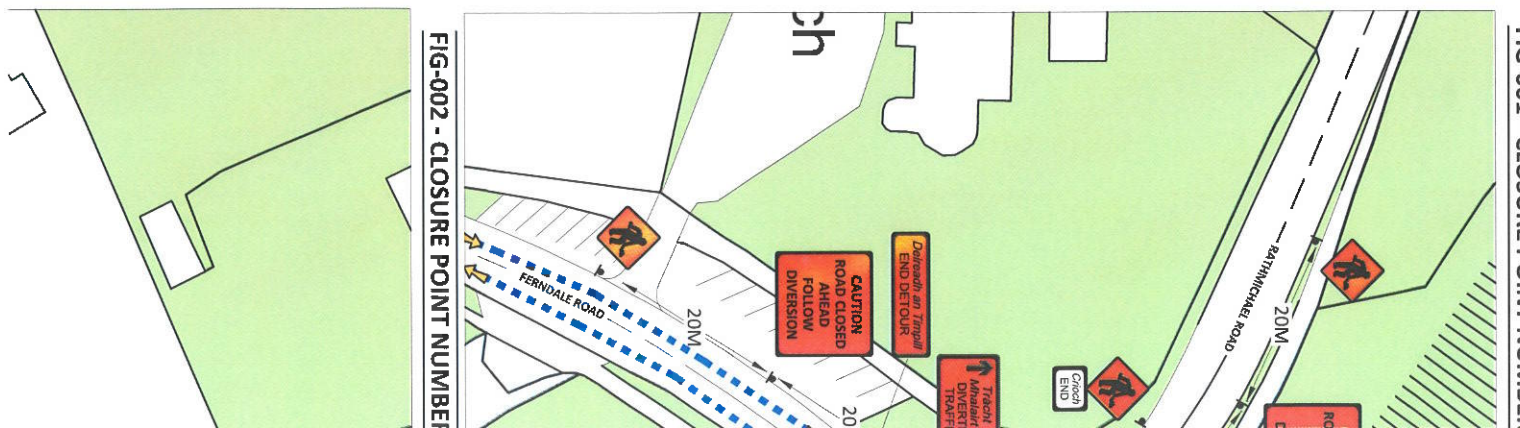 FIG-002 - CLOSURE POINT NUMBER
ch
FERNDALE ROAD
20M
CAUTION
ROAD CLOSED
AHEAD
FOLLOW
DIVERSION
Deireadh an Timpill
END DETOUR
20
Tràcht
Mhalairt
DIVERT
TRAFF
Críoch
END
RATHMICHAEL ROAD
20M
RO
D